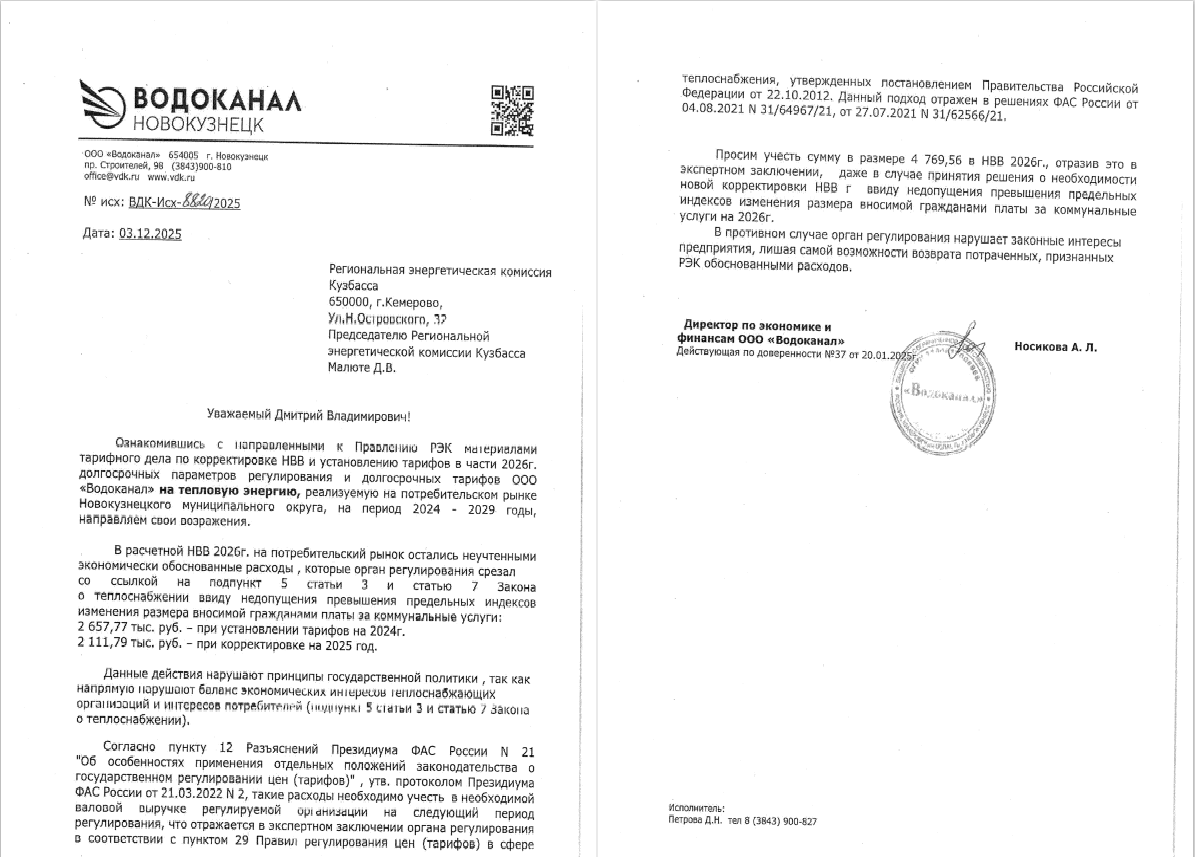 ВОДОКАНАЛ
НОВОКУЗНЕЦК
ООО «Водоканал» 654005 г. Новокузнецк
пр. Строителей, 98 (3843)900-810
office@vdk.ru www.vdk.ru
№ исх: ВДК-Исх-8820/2025
Дата: 03.12.2025
Региональная энергетическая комиссия
Кузбасса
650000, г.Кемерово,
Ул.Н.Островского, 32
Председателю Региональной
энергетической комиссии Кузбасса
Малюте Д.В.
Уважаемый Дмитрий Владимирович!
Ознакомившись с направленными к Правлению РЭК материалами
тарифного дела по корректировке НВВ и установлению тарифов в части 2026г.
долгосрочных параметров регулирования и долгосрочных тарифов ООО
«Водоканал» на тепловую энергию, реализуемую на потребительском рынке
Новокузнецкого муниципального округа, на период 2024 - 2029 годы,
направляем свои возражения.
В расчетной НВВ 2026г. на потребительский рынок остались неучтенными
экономически обоснованные расходы , которые орган регулирования срезал
со ссылкой на подпункт 5 статьи 3 и статью 7 Закона
о теплоснабжении ввиду недопущения превышения предельных индексов
изменения размера вносимой гражданами платы за коммунальные услуги:
2 657,77 тыс. руб. – при установлении тарифов на 2024г.
2 111,79 тыс. руб. – при корректировке на 2025 год.
Данные действия нарушают принципы государственной политики , так как
напрямую нарушают баланс экономических интересов теплоснабжающих
организаций и интересов потребителей (подпункт 5 статьи 3 и статью 7 Закона
о теплоснабжении).
Согласно пункту 12 Разъяснений Президиума ФАС России N 21
"Об особенностях применения отдельных положений законодательства о
государственном регулировании цен (тарифов)" , утв. протоколом Президиума
ФАС России от 21.03.2022 N 2, такие расходы необходимо учесть в необходимой
валовой выручке регулируемой организации на следующий период
регулирования, что отражается в экспертном заключении органа регулирования
в соответствии с пунктом 29 Правил регулирования цен (тарифов) в сфере
теплоснабжения, утвержденных постановлением Правительства Российской
Федерации от 22.10.2012. Данный подход отражен в решениях ФАС России от
04.08.2021 N 31/64967/21, от 27.07.2021 N 31/62566/21.
Просим учесть сумму в размере 4 769,56 в НВВ 2026г., отразив это в
экспертном заключении, даже в случае принятия решения о необходимости
новой корректировки НВВ г ввиду недопущения превышения предельных
индексов изменения размера вносимой гражданами платы за коммунальные
услуги на 2026г.
В противном случае орган регулирования нарушает законные интересы
предприятия, лишая самой возможности возврата потраченных, признанных
РЭК обоснованными расходов.
Директор по экономике и
финансам ООО «Водоканал»
Действующая по доверенности №37 от 20.01.2025г.
Носикова А. Л.
«Водоканал»
Исполнитель:
Петрова Д.Н. тел 8 (3843) 900-827